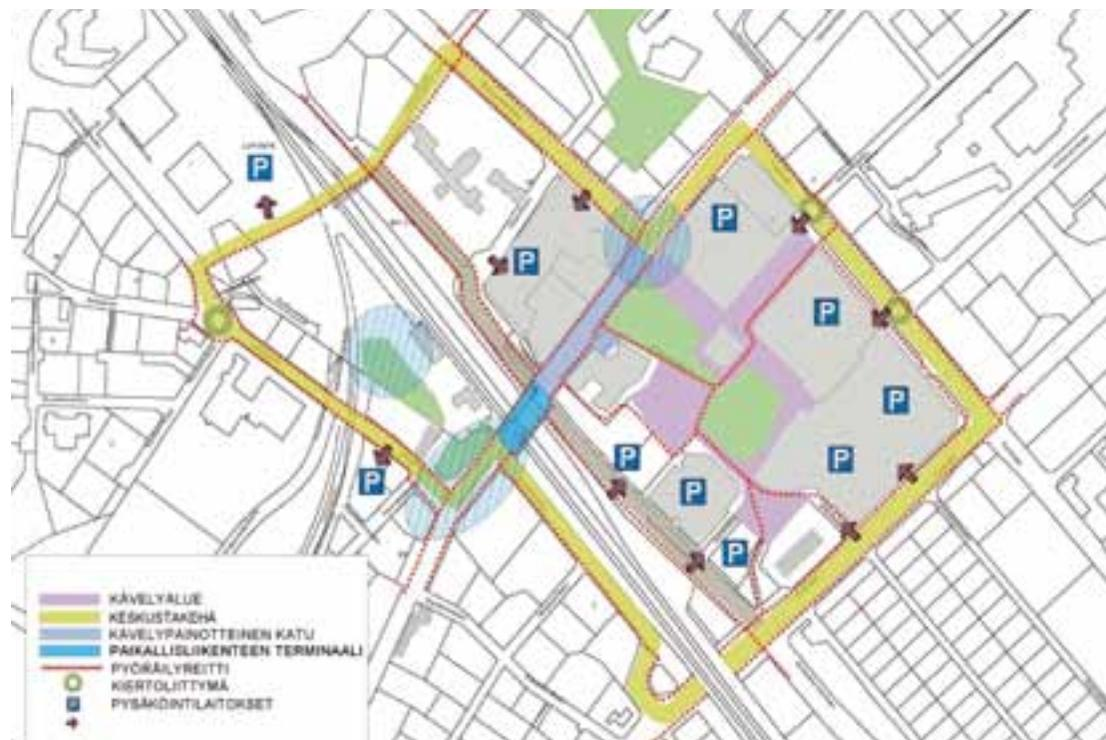 P
P
P
P
P
P
P
P
P
P
P
KÄVELYALUE
KESKUSTAKEHÄ
KÄVELYPAINOTTEINEN KATU
PAIKALLISLIIKENTEEN TERMINAALI
PYÖRÄILYREITTI
KIERTOLIITTYMÄ
P PYSÄKÖINTILAITOKSET